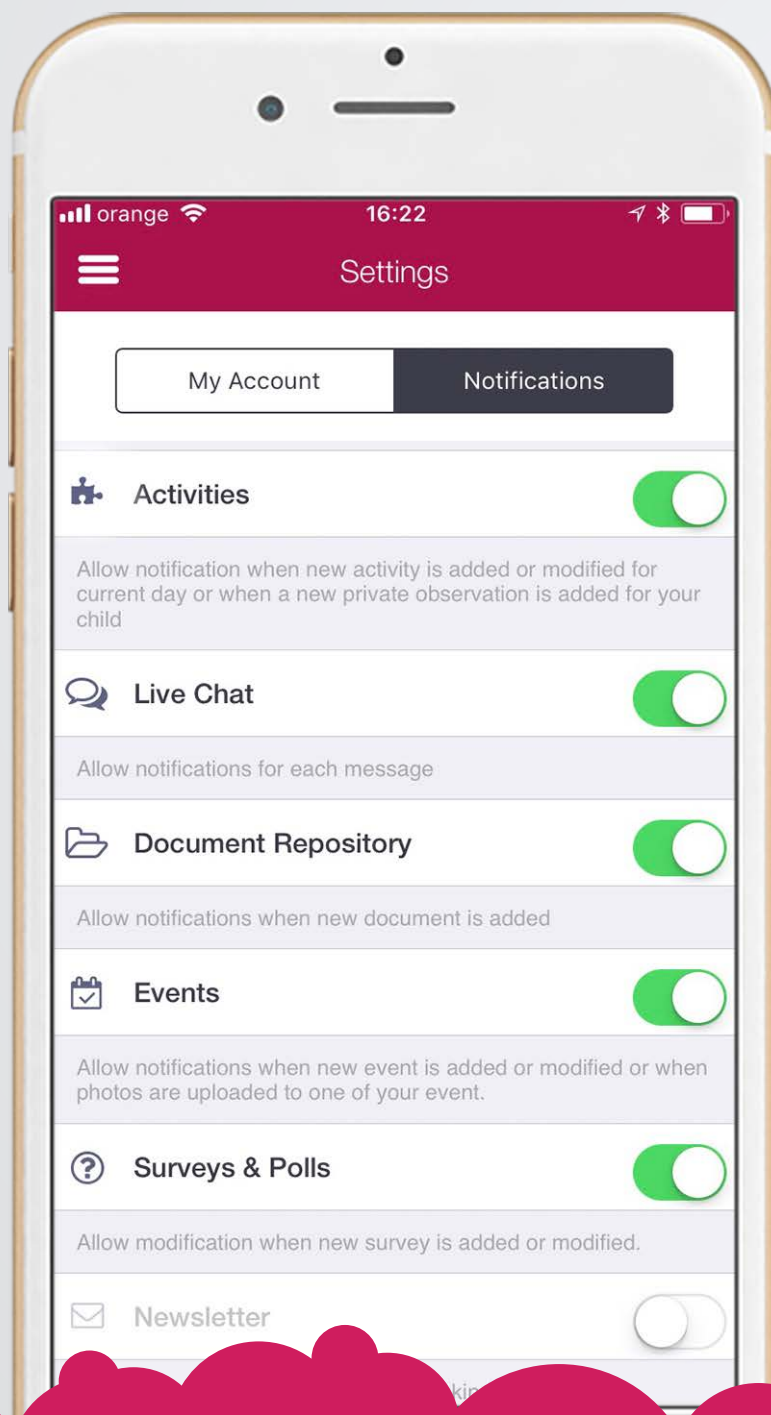 orange
16:22
Settings
My Account
Notifications
Activities
Allow notification when new activity is added or modified for
current day or when a new private observation is added for your
child
Live Chat
Allow notifications for each message
Document Repository
Allow notifications when new document is added
Events
Allow notifications when new event is added or modified or when
photos are uploaded to one of your event.
Surveys & Polls
Allow modification when new survey is added or modified.
Newsletter